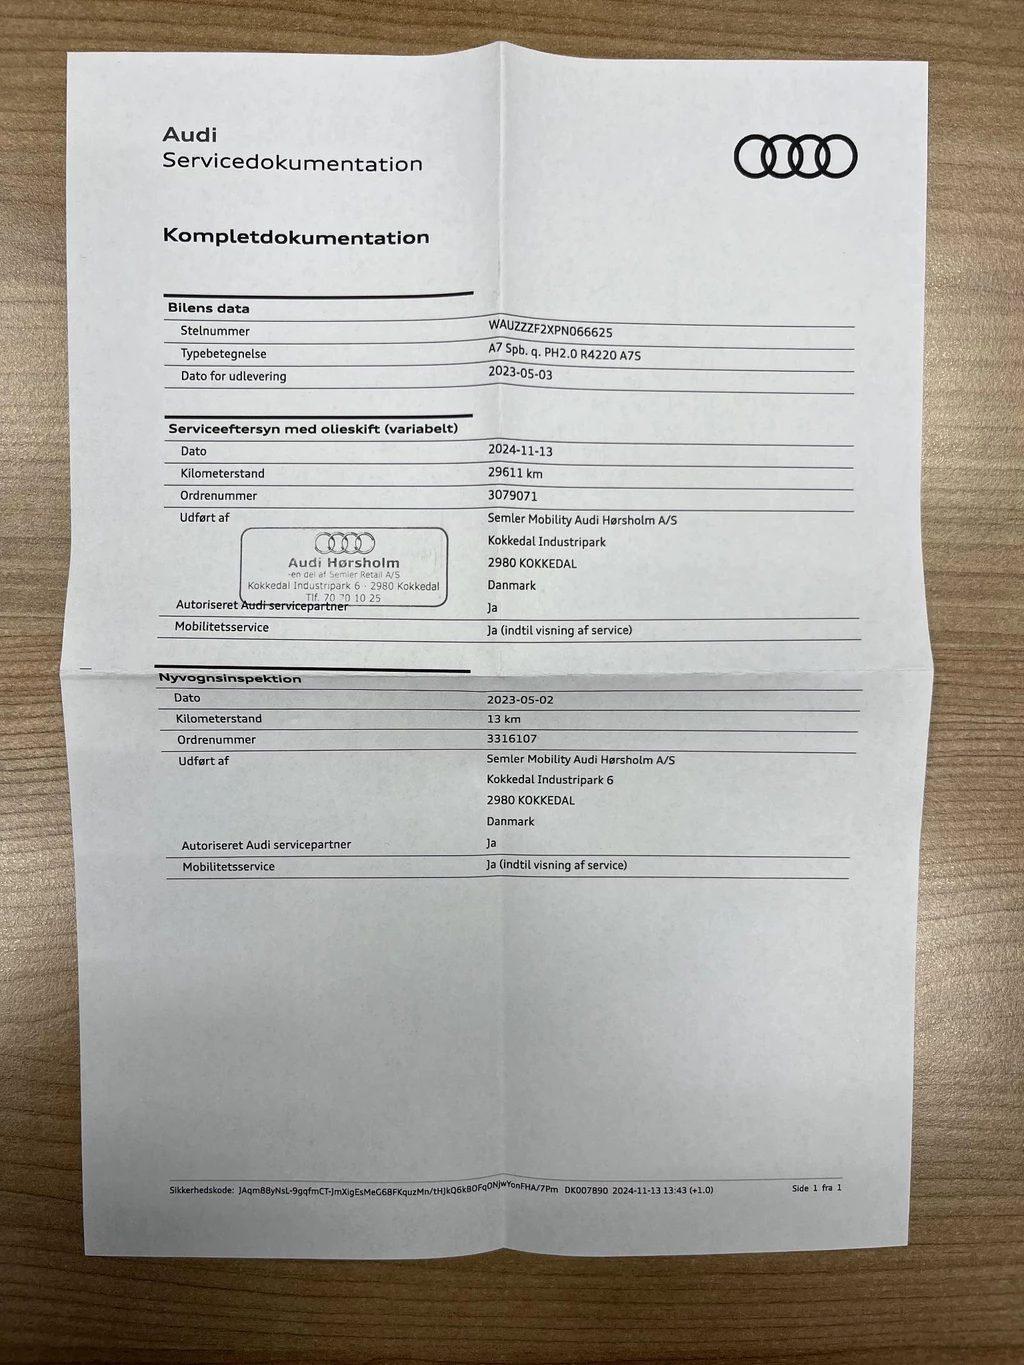 Audi
Servicedokumentation
Kompletdokumentation
Bilens data
Stelnummer WAUZZZF2XPN066625
Typebetegnelse A7 Spb. q. PH2.0 R4220 A7S
Dato for udlevering 2023-05-03
Serviceeftersyn med olieskift (variabelt)
Dato 2024-11-13
Kilometerstand 29611 km
Ordrenummer 3079071
Udført af Semler Mobility Audi Hørsholm A/S
Kokkedal Industripark
2980 KOKKEDAL
Danmark
Audi Hørsholm
-en del af Semler Retail A/S
Kokkedal Industripark 6 - 2980 Kokkedal
Tlf. 70 70 10 25
Autoriseret Audi servicepartner Ja
Mobilitetsservice Ja (indtil visning af service)
Nyvognsinspektion
Dato 2023-05-02
Kilometerstand 13 km
Ordrenummer 3316107
Udført af Semler Mobility Audi Hørsholm A/S
Kokkedal Industripark 6
2980 KOKKEDAL
Danmark
Autoriseret Audi servicepartner Ja
Mobilitetsservice Ja (indtil visning af service)
Sikkerhedskode: DK007890 2024-11-13 13:43 (+1.0) Side 1 fra 1